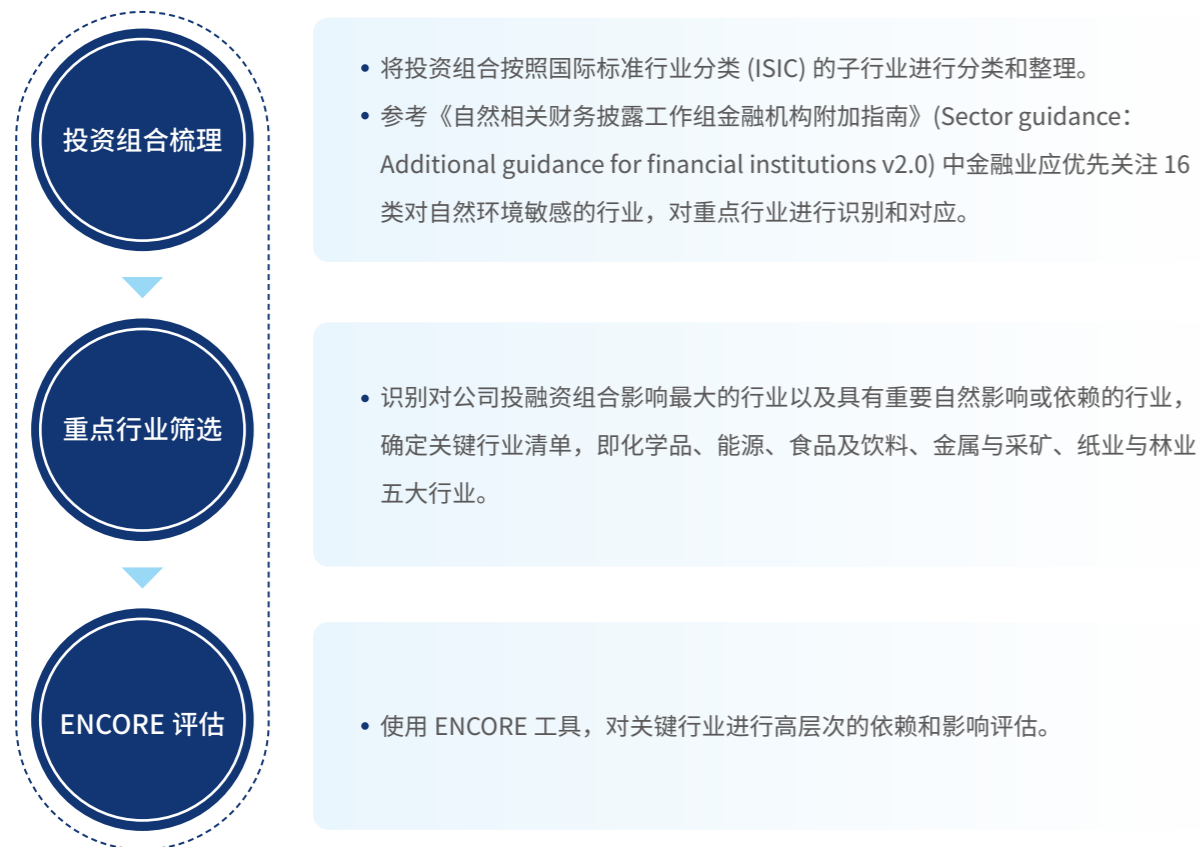 投资组合梳理
• 将投资组合按照国际标准行业分类 (ISIC) 的子行业进行分类和整理。
• 参考《自然相关财务披露工作组金融机构附加指南》(Sector guidance：
Additional guidance for financial institutions v2.0) 中金融业应优先关注 16
类对自然环境敏感的行业，对重点行业进行识别和对应。
重点行业筛选
• 识别对公司投融资组合影响最大的行业以及具有重要自然影响或依赖的行业，
确定关键行业清单，即化学品、能源、食品及饮料、金属与采矿、纸业与林业
五大行业。
ENCORE 评估
• 使用 ENCORE 工具，对关键行业进行高层次的依赖和影响评估。